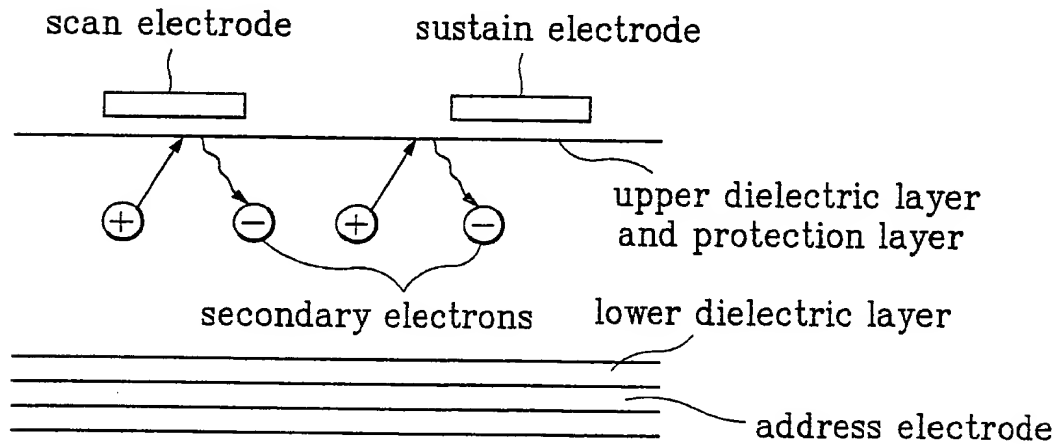 scan electrode
sustain electrode
+
−
+
−
upper dielectric layer
and protection layer
secondary electrons
lower dielectric layer
address electrode